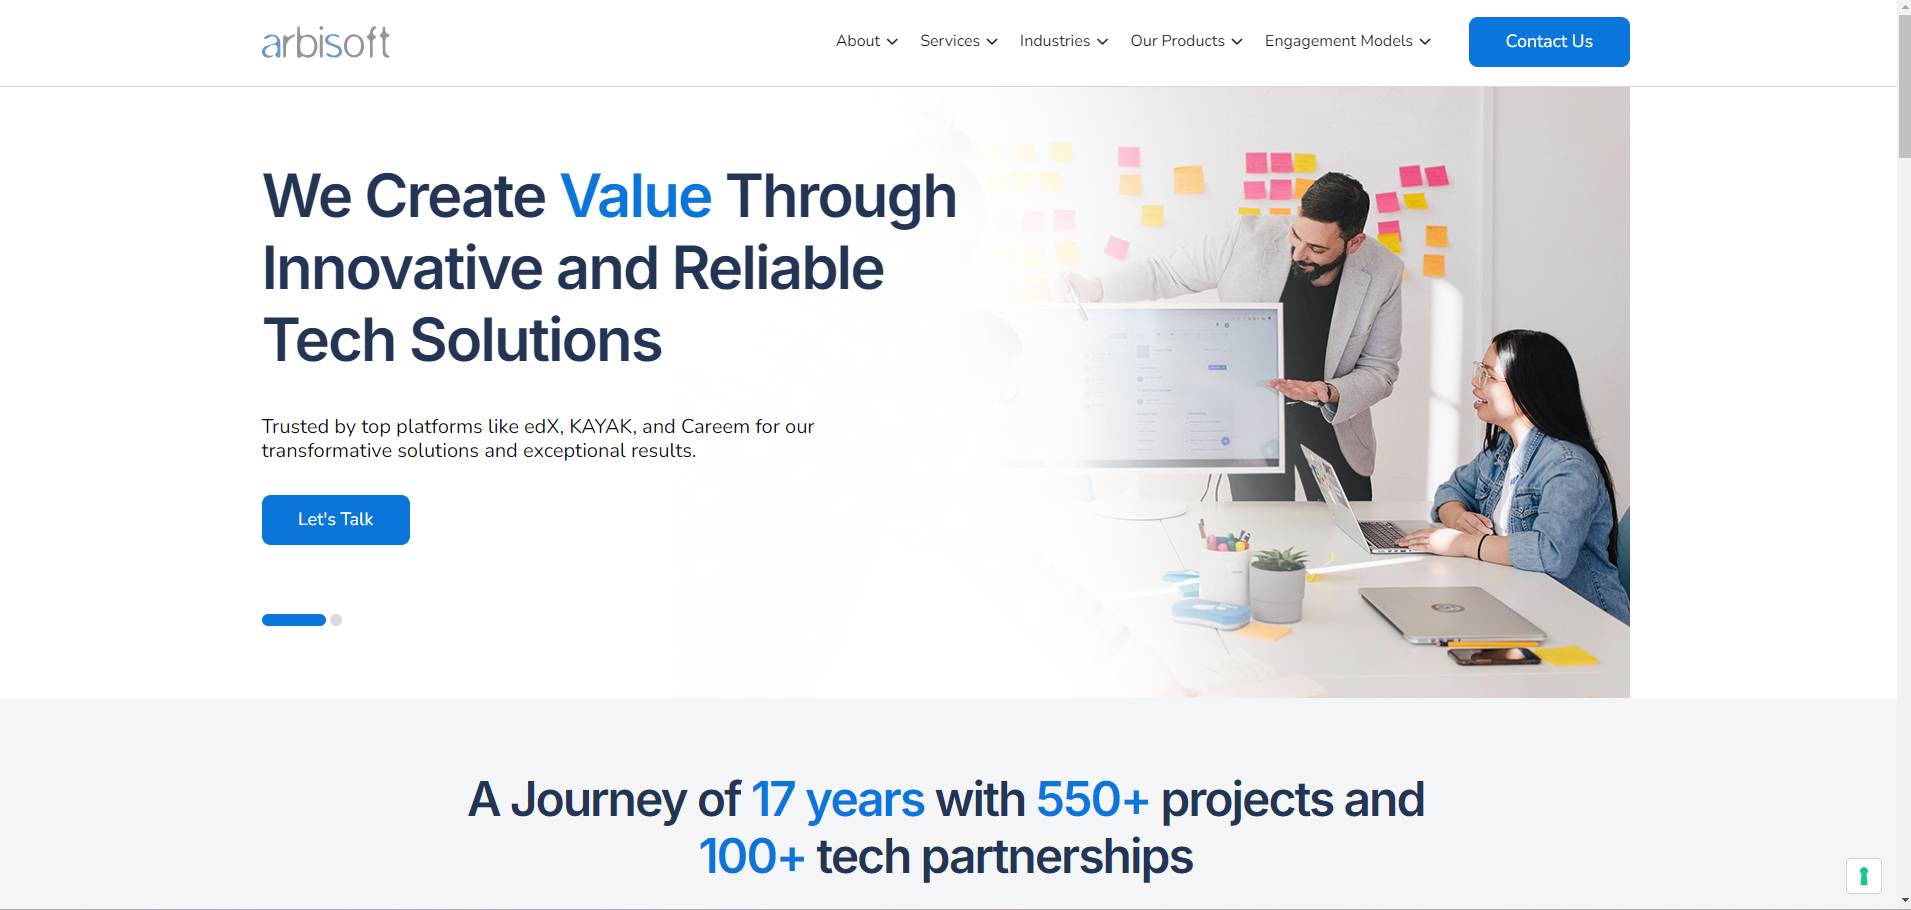 arbisoft
About
Services
Industries
Our Products
Engagement Models
Contact Us
We Create Value Through
Innovative and Reliable
Tech Solutions
Trusted by top platforms like edX, KAYAK, and Careem for our
transformative solutions and exceptional results.
Let's Talk
A Journey of 17 years with 550+ projects and
100+ tech partnerships